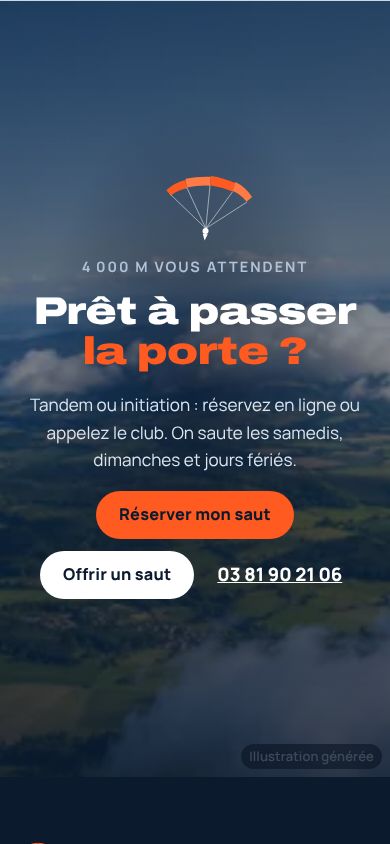 4 000 M VOUS ATTENDENT
Prêt à passer
la porte ?
Tandem ou initiation : réservez en ligne ou
appelez le club. On saute les samedis,
dimanches et jours fériés.
Réserver mon saut
Offrir un saut
03 81 90 21 06
Illustration générée